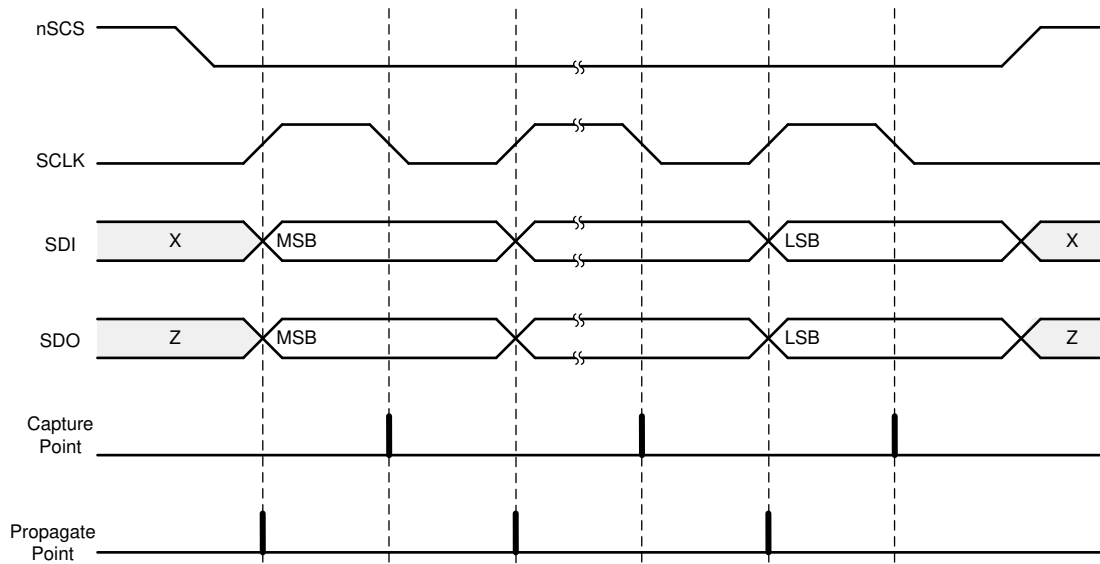 nSCS
SCLK
SDI
X
MSB
LSB
X
SDO
Z
MSB
LSB
Z
Capture
Point
Propagate
Point